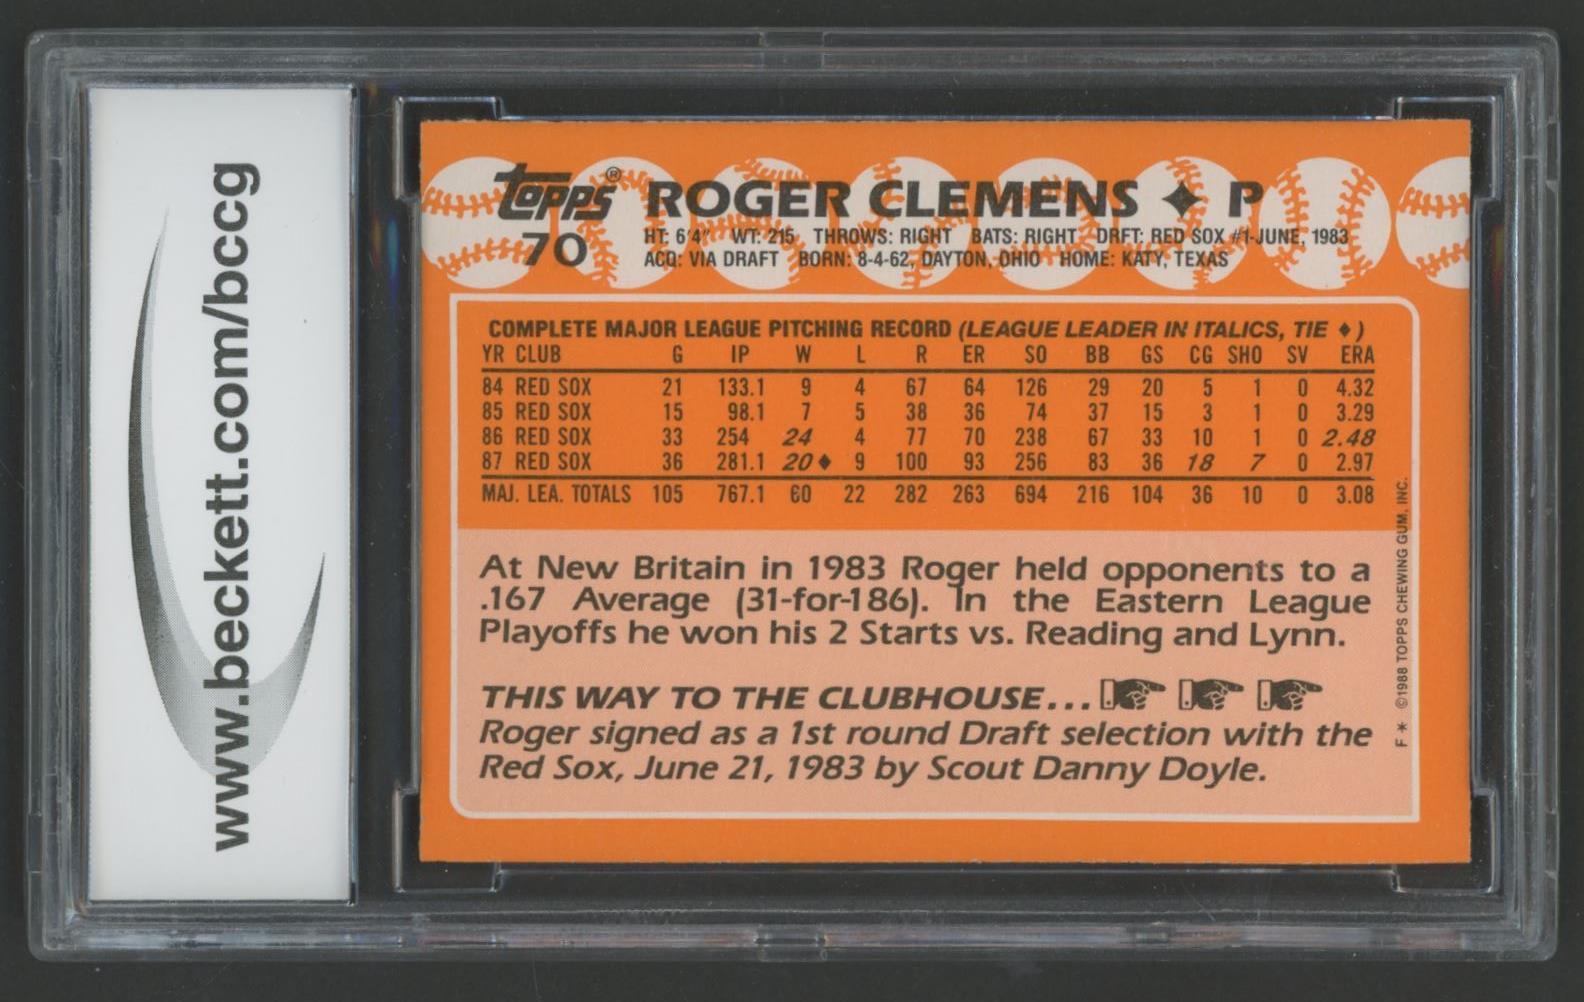 www.beckett.com/bccg
topps® ROGER CLEMENS ✦ P
70
HT: 6'4" WT: 215 THROWS: RIGHT BATS: RIGHT DRFT: RED SOX #1-JUNE, 1983
ACQ: VIA DRAFT BORN: 8-4-62, DAYTON, OHIO HOME: KATY, TEXAS
COMPLETE MAJOR LEAGUE PITCHING RECORD (LEAGUE LEADER IN ITALICS, TIE ♦)
YR CLUB G IP W L R ER SO BB GS CG SHO SV ERA
84 RED SOX 21 133.1 9 4 67 64 126 29 20 5 1 0 4.32
85 RED SOX 15 98.1 7 5 38 36 74 37 15 3 1 0 3.29
86 RED SOX 33 254 24 4 77 70 238 67 33 10 1 0 2.48
87 RED SOX 36 281.1 20♦ 9 100 93 256 83 36 18 7 0 2.97
MAJ. LEA. TOTALS 105 767.1 60 22 282 263 694 216 104 36 10 0 3.08
At New Britain in 1983 Roger held opponents to a
.167 Average (31-for-186). In the Eastern League
Playoffs he won his 2 Starts vs. Reading and Lynn.
THIS WAY TO THE CLUBHOUSE...
Roger signed as a 1st round Draft selection with the
Red Sox, June 21, 1983 by Scout Danny Doyle.
F* ©1988 TOPPS CHEWING GUM, INC.